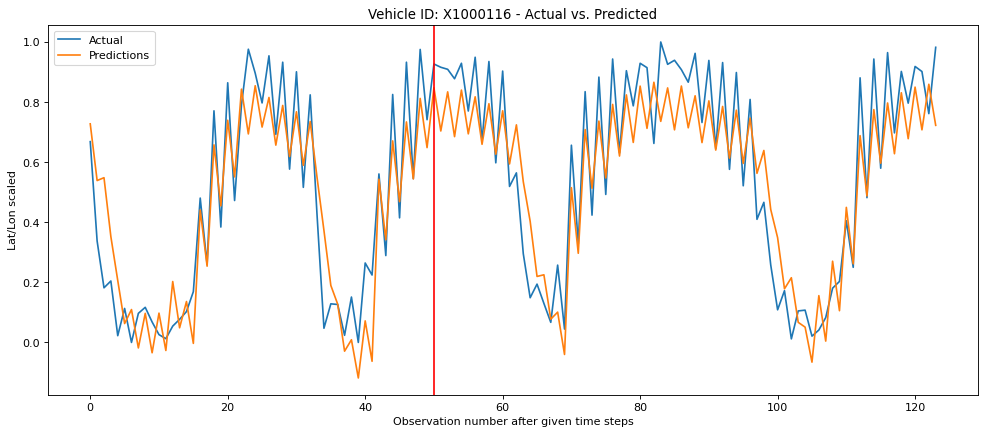 Vehicle ID: X1000116 - Actual vs. Predicted
Actual
Predictions
Lat/Lon scaled
1.0
0.8
0.6
0.4
0.2
0.0
0 20 40 60 80 100 120
Observation number after given time steps